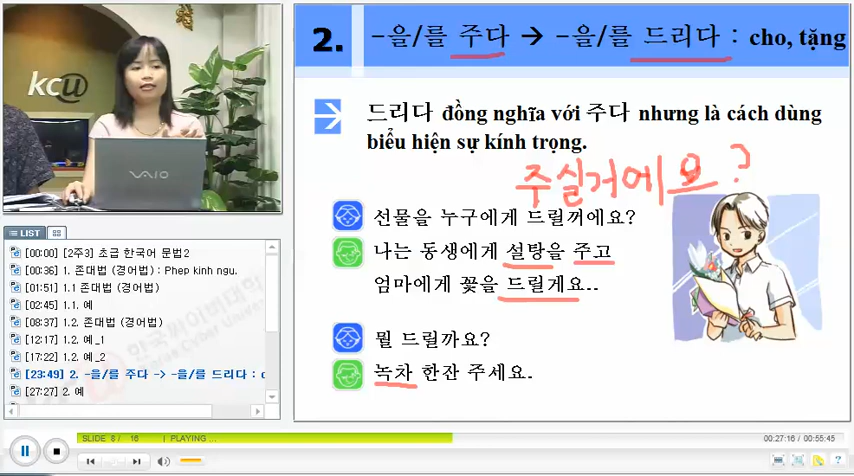 kcu
VAIO
2. -을/를 주다 → -을/를 드리다 : cho, tặng
드리다 đồng nghĩa với 주다 nhưng là cách dùng
biểu hiện sự kính trọng.
주실거에요?
선물을 누구에게 드릴꺼에요?
나는 동생에게 설탕을 주고
엄마에게 꽃을 드릴게요..
뭘 드릴까요?
녹차 한잔 주세요.
LIST
[00:00] [2주3] 초급 한국어 문법2
[00:36] 1. 존대법 (경어법) : Phep kinh ngu.
[01:51] 1.1 존대법 (경어법)
[02:45] 1.1. 예
[08:37] 1.2. 존대법 (경어법)
[12:17] 1.2. 예_1
[17:22] 1.2. 예_2
[23:49] 2. -을/를 주다 -> -을/를 드리다 : c
[27:27] 2. 예
SLIDE 8 / 16 | PLAYING ...
00:27:16 / 00:55:45